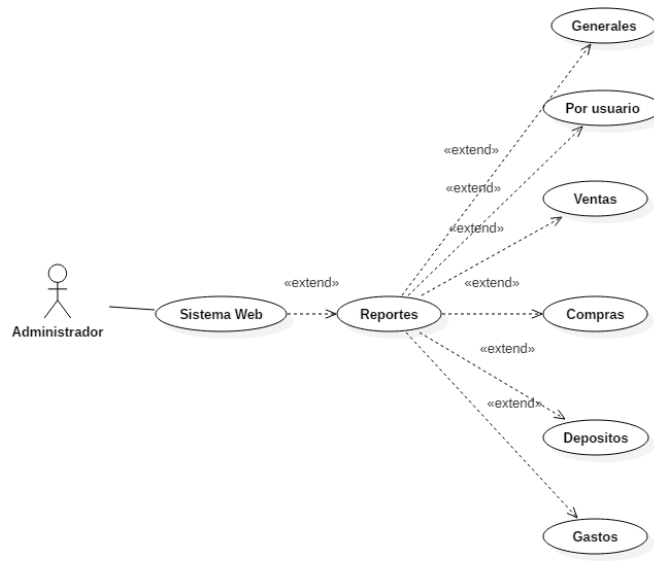 Generales
Por usuario
«extend»
«extend»
Ventas
«extend»
«extend»
«extend»
Administrador
Sistema Web
Reportes
Compras
«extend»
«extend»
Depositos
Gastos